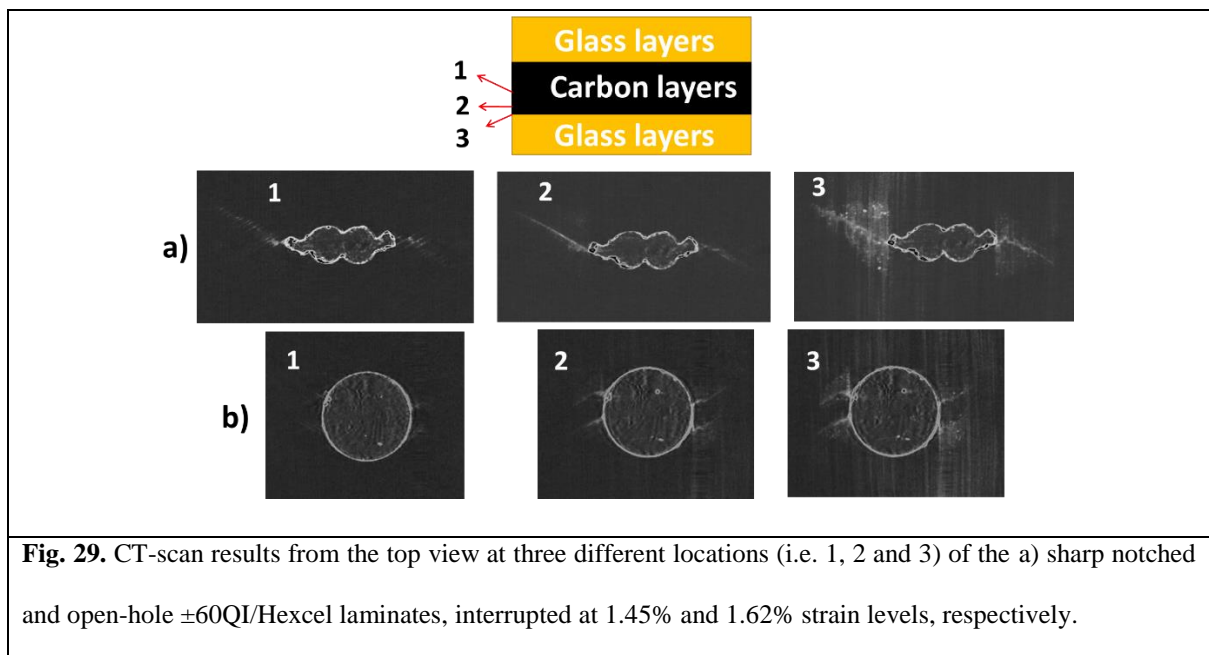 Glass layers
1
Carbon layers
2
3
Glass layers
1
2
3
a)
1
2
3
b)
Fig. 29. CT-scan results from the top view at three different locations (i.e. 1, 2 and 3) of the a) sharp notched
and open-hole ±60QI/Hexcel laminates, interrupted at 1.45% and 1.62% strain levels, respectively.